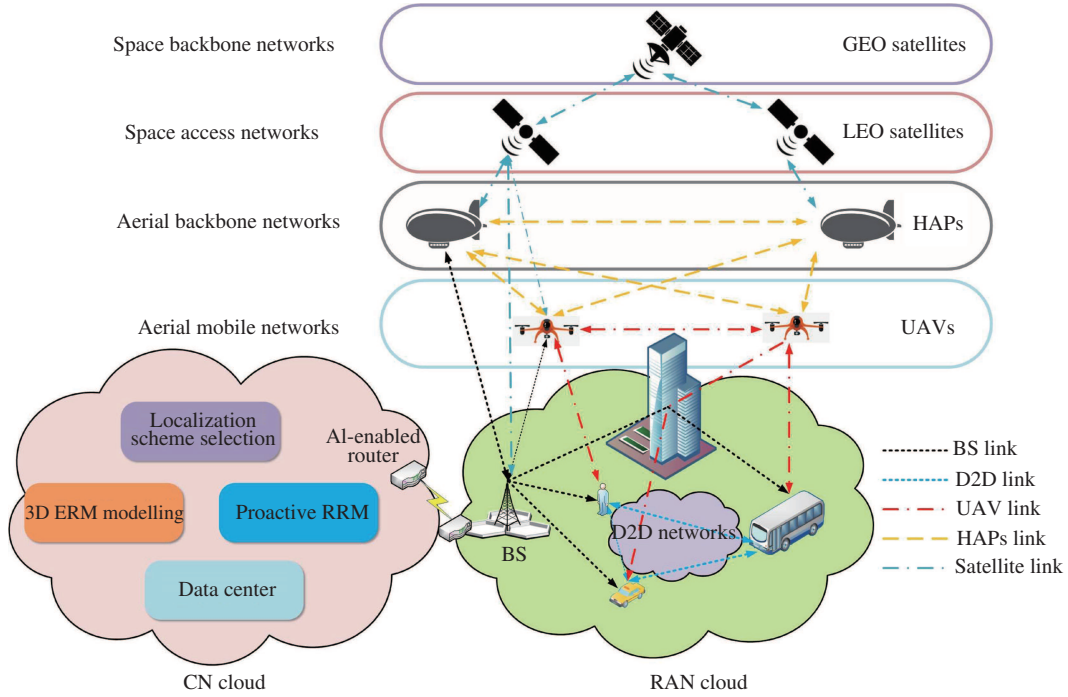 Space backbone networks
GEO satellites
Space access networks
LEO satellites
Aerial backbone networks
HAPs
Aerial mobile networks
UAVs
Localization
scheme selection
AI-enabled
router
3D ERM modelling
Proactive RRM
Data center
BS
D2D networks
BS link
D2D link
UAV link
HAPs link
Satellite link
CN cloud
RAN cloud